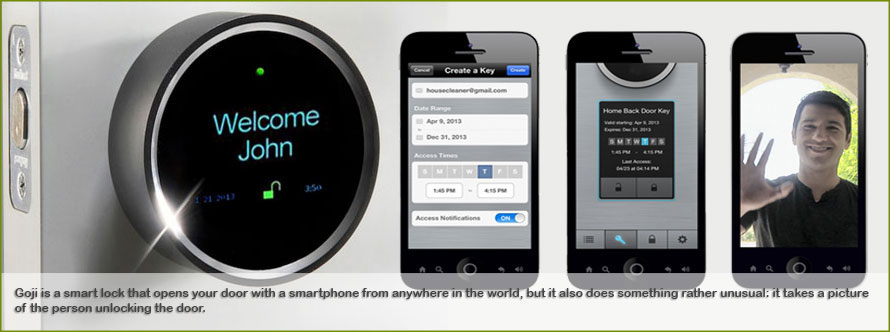 Welcome
John
3:50
Cancel Create a Key Create
housecleaner@gmail.com
Date Range
Apr 9, 2013
~
Dec 31, 2013
Access Times
S M T W T F S
1:45 PM ~ 4:15 PM
Access Notifications ON
Home Back Door Key
Valid starting: Apr 9, 2013
Expires: Dec 31, 2013
S M T W T F S
1:45 PM - 4:15 PM
Last Access:
04/23 at 04:14 PM
Goji is a smart lock that opens your door with a smartphone from anywhere in the world, but it also does something rather unusual: it takes a picture
of the person unlocking the door.